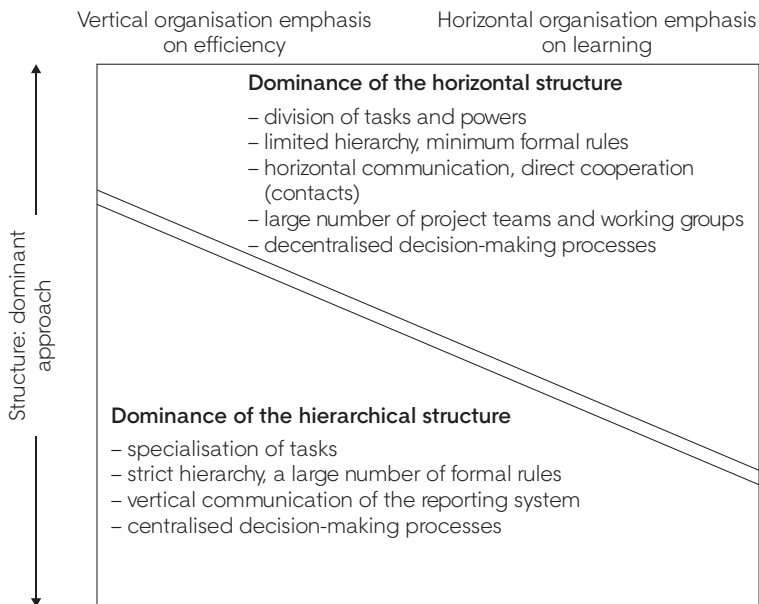 Vertical organisation emphasis
on efficiency
Horizontal organisation emphasis
on learning
Structure: dominant
approach
Dominance of the horizontal structure
– division of tasks and powers
– limited hierarchy, minimum formal rules
– horizontal communication, direct cooperation
(contacts)
– large number of project teams and working groups
– decentralised decision-making processes
Dominance of the hierarchical structure
– specialisation of tasks
– strict hierarchy, a large number of formal rules
– vertical communication of the reporting system
– centralised decision-making processes